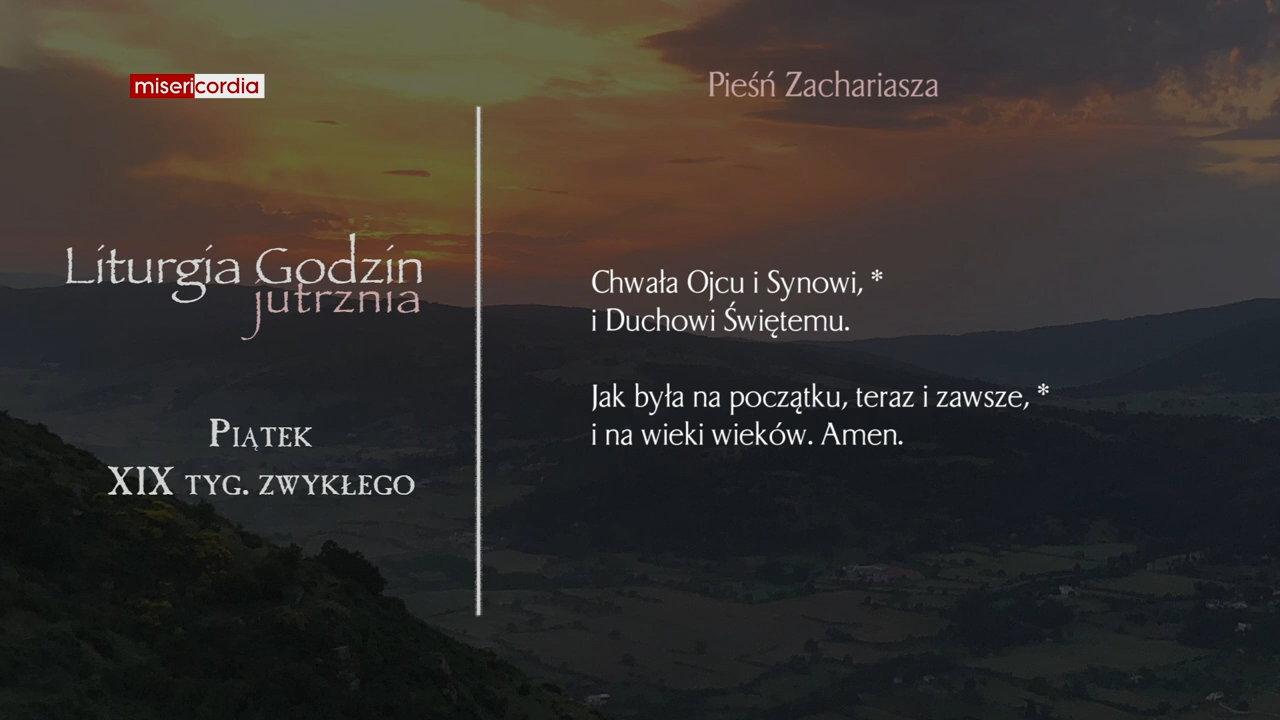 misericordia
Liturgia Godzin
jutrznia
Piątek
XIX tyg. zwykłego
Pieśń Zachariasza
Chwała Ojcu i Synowi, *
i Duchowi Świętemu.
Jak była na początku, teraz i zawsze, *
i na wieki wieków. Amen.